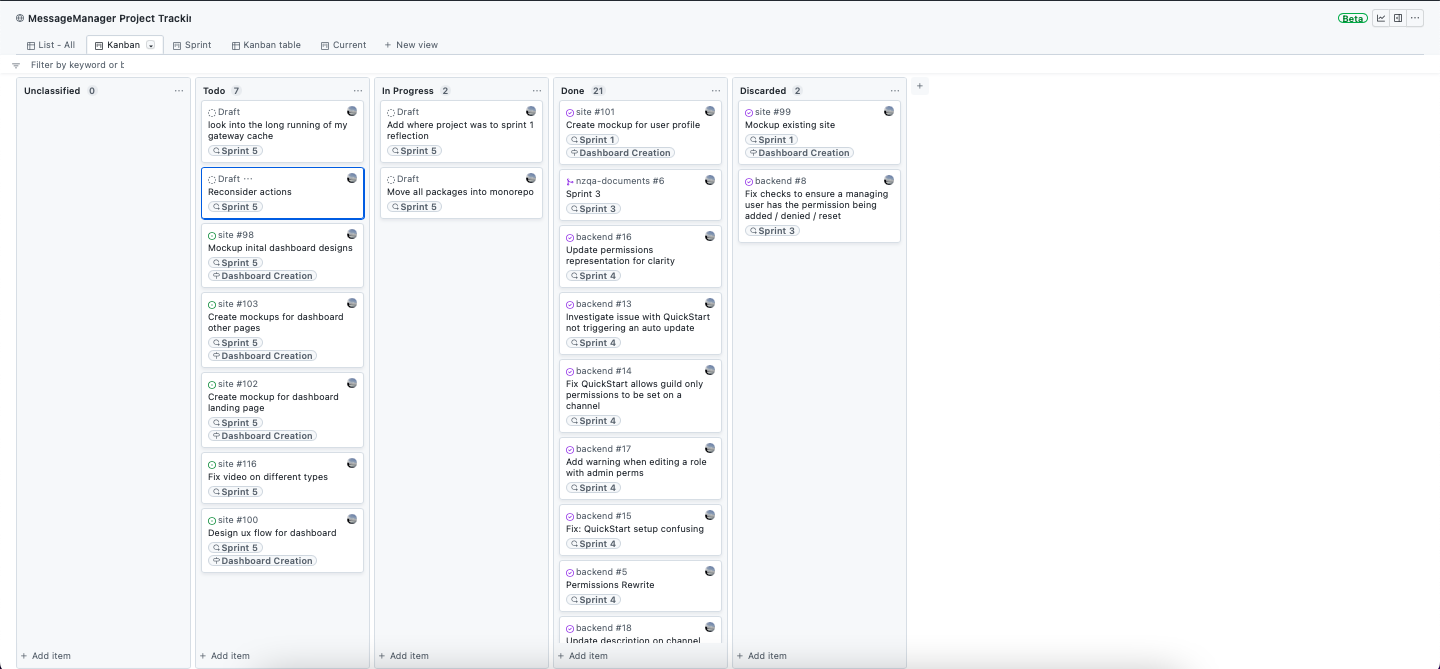 MessageManager Project Trackin
Beta
List - All
Kanban
Sprint
Kanban table
Current
New view
Filter by keyword or b
Unclassified 0
Add item
Todo 7
Draft
look into the long running of my
gateway cache
Sprint 5
Draft
Reconsider actions
Sprint 5
site #98
Mockup inital dashboard designs
Sprint 5
Dashboard Creation
site #103
Create mockups for dashboard
other pages
Sprint 5
Dashboard Creation
site #102
Create mockup for dashboard
landing page
Sprint 5
Dashboard Creation
site #116
Fix video on different types
Sprint 5
site #100
Design ux flow for dashboard
Sprint 5
Dashboard Creation
Add item
In Progress 2
Draft
Add where project was to sprint 1
reflection
Sprint 5
Draft
Move all packages into monorepo
Sprint 5
Add item
Done 21
site #101
Create mockup for user profile
Sprint 1
Dashboard Creation
nzqa-documents #6
Sprint 3
Sprint 3
backend #16
Update permissions
representation for clarity
Sprint 4
backend #13
Investigate issue with QuickStart
not triggering an auto update
Sprint 4
backend #14
Fix QuickStart allows guild only
permissions to be set on a
channel
Sprint 4
backend #17
Add warning when editing a role
with admin perms
Sprint 4
backend #15
Fix: QuickStart setup confusing
Sprint 4
backend #5
Permissions Rewrite
Sprint 4
backend #18
Update description on channel
Add item
Discarded 2
site #99
Mockup existing site
Sprint 1
Dashboard Creation
backend #8
Fix checks to ensure a managing
user has the permission being
added / denied / reset
Sprint 3
Add item